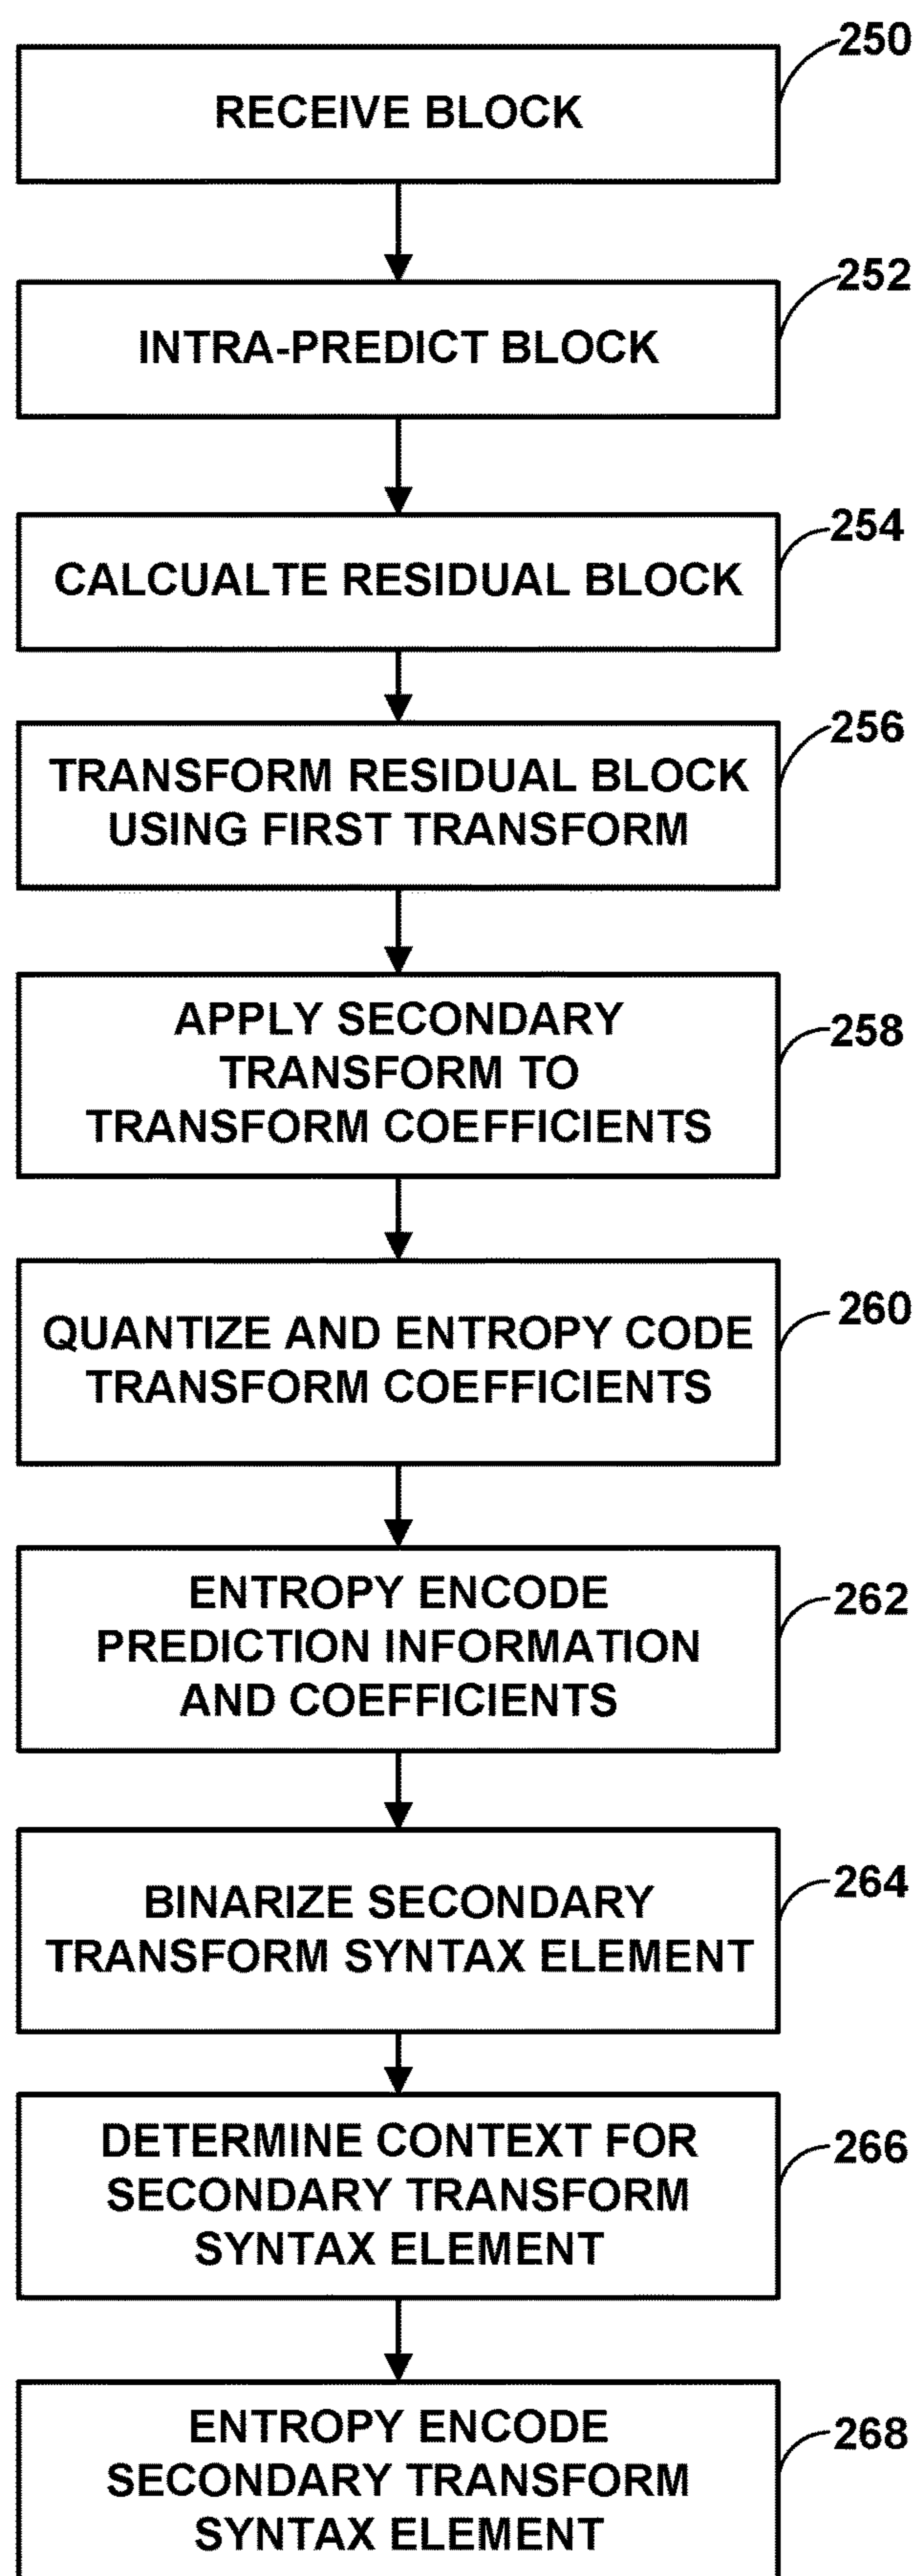 250
RECEIVE BLOCK
252
INTRA-PREDICT BLOCK
254
CALCUALTE RESIDUAL BLOCK
256
TRANSFORM RESIDUAL BLOCK
USING FIRST TRANSFORM
258
APPLY SECONDARY
TRANSFORM TO
TRANSFORM COEFFICIENTS
260
QUANTIZE AND ENTROPY CODE
TRANSFORM COEFFICIENTS
262
ENTROPY ENCODE
PREDICTION INFORMATION
AND COEFFICIENTS
264
BINARIZE SECONDARY
TRANSFORM SYNTAX ELEMENT
266
DETERMINE CONTEXT FOR
SECONDARY TRANSFORM
SYNTAX ELEMENT
268
ENTROPY ENCODE
SECONDARY TRANSFORM
SYNTAX ELEMENT